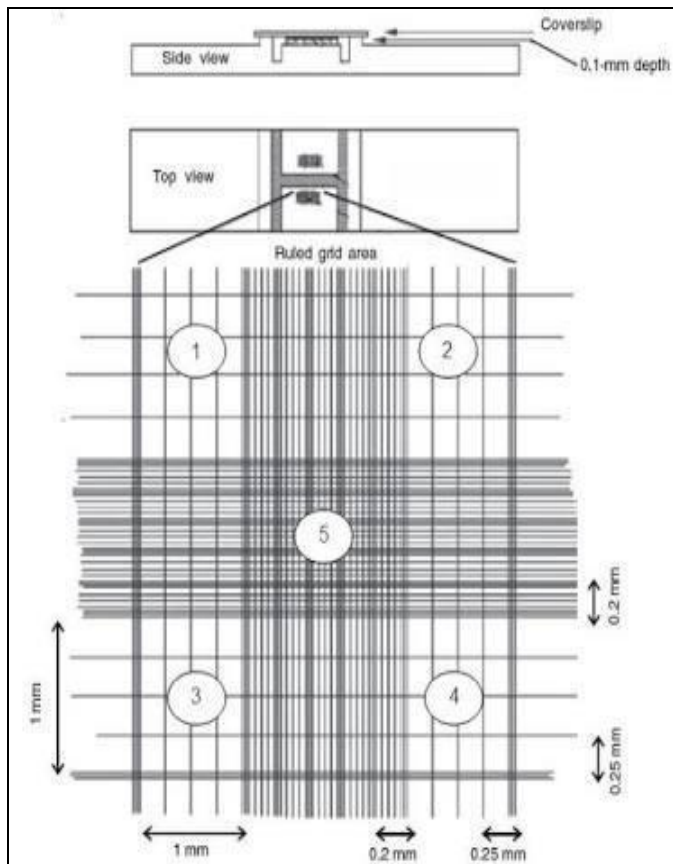 Coverslip
Side view
0.1-mm depth
Top view
Ruled grid area
1
2
5
0.2 mm
3
4
1 mm
0.25 mm
1 mm
0.2 mm
0.25 mm